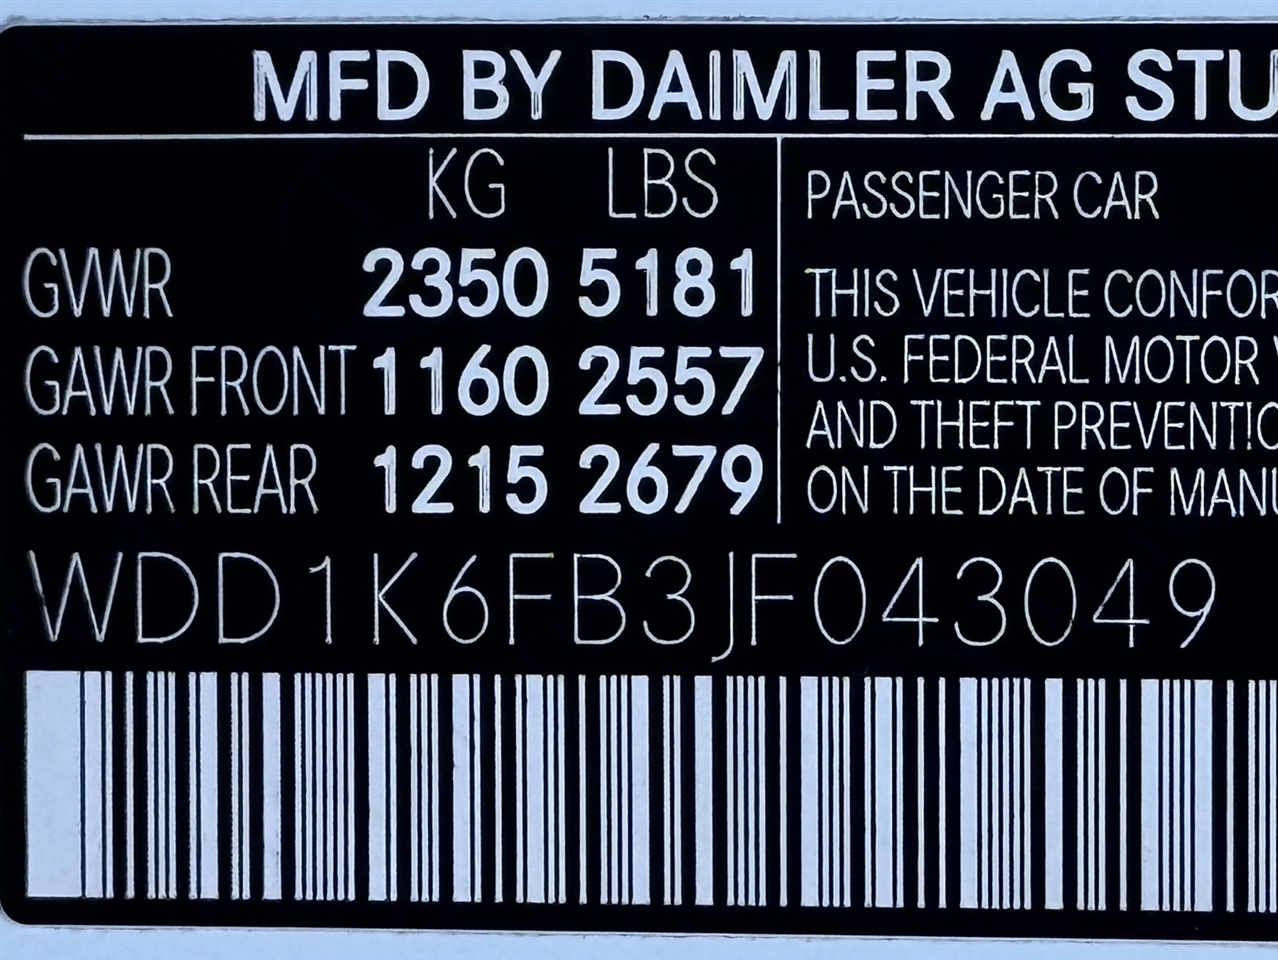 MFD BY DAIMLER AG STU
KG LBS
GVWR 2350 5181
GAWR FRONT 1160 2557
GAWR REAR 1215 2679
PASSENGER CAR
THIS VEHICLE CONFOR
U.S. FEDERAL MOTOR
AND THEFT PREVENTIO
ON THE DATE OF MANU
WDD1K6FB3JF043049